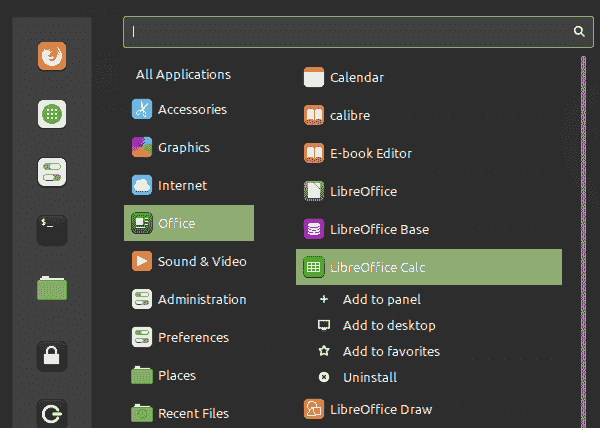 All Applications
Accessories
Graphics
Internet
Office
Sound & Video
Administration
Preferences
Places
Recent Files
Calendar
calibre
E-book Editor
LibreOffice
LibreOffice Base
LibreOffice Calc
Add to panel
Add to desktop
Add to favorites
Uninstall
LibreOffice Draw
$_